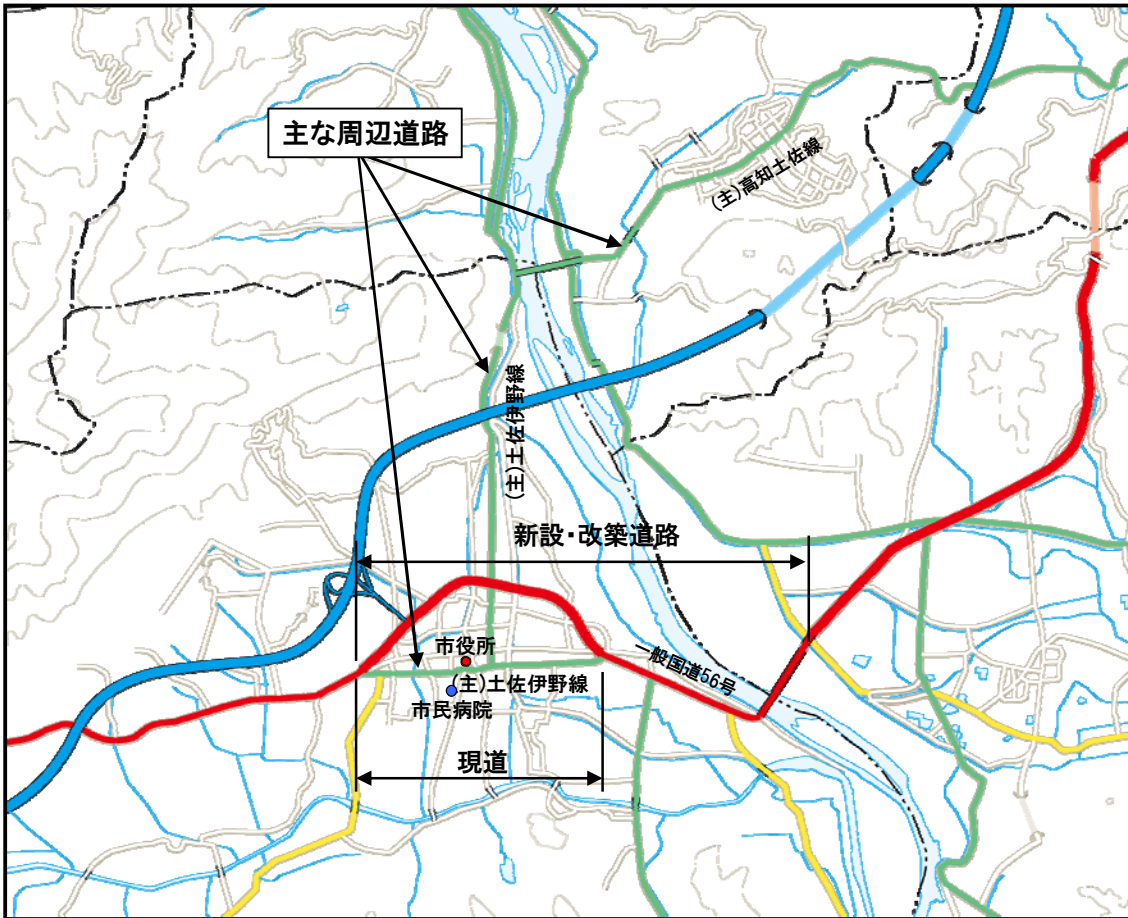 主な周辺道路
(主)高知土佐線
(主)土佐伊野線
新設・改築道路
市役所
一般国道56号
(主)土佐伊野線
市民病院
現道